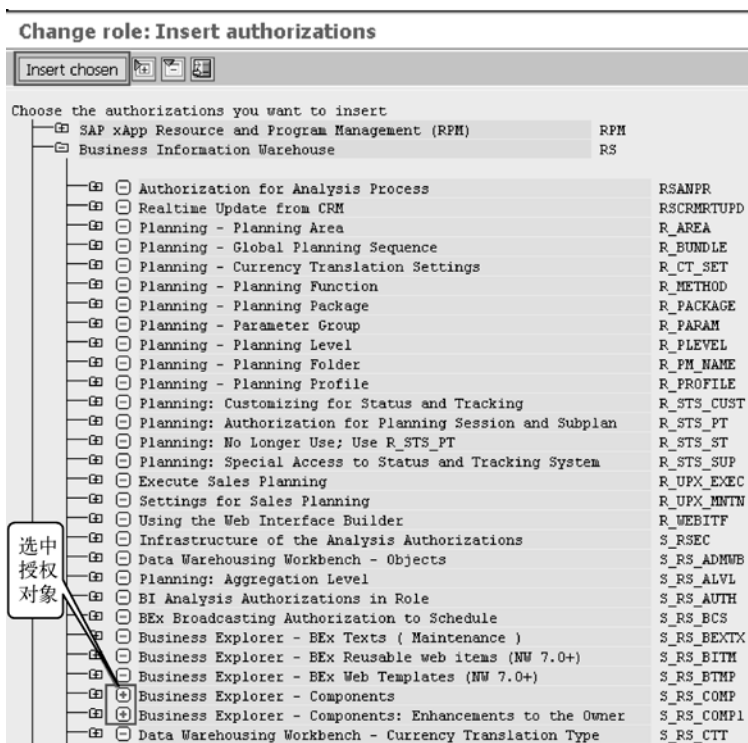 Change role: Insert authorizations
Insert chosen
Choose the authorizations you want to insert
SAP xApp Resource and Program Management (RPM) RPM
Business Information Warehouse RS
Authorization for Analysis Process RSANPR
Realtime Update from CRM RSCRMRTUPD
Planning - Planning Area R_AREA
Planning - Global Planning Sequence R_BUNDLE
Planning - Currency Translation Settings R_CT_SET
Planning - Planning Function R_METHOD
Planning - Planning Package R_PACKAGE
Planning - Parameter Group R_PARAM
Planning - Planning Level R_PLEVEL
Planning - Planning Folder R_PM_NAME
Planning - Planning Profile R_PROFILE
Planning: Customizing for Status and Tracking R_STS_CUST
Planning: Authorization for Planning Session and Subplan R_STS_PT
Planning: No Longer Use; Use R_STS_PT R_STS_ST
Planning: Special Access to Status and Tracking System R_STS_SUP
Execute Sales Planning R_UPX_EXEC
Settings for Sales Planning R_UPX_MNTN
Using the Web Interface Builder R_WEBITF
Infrastructure of the Analysis Authorizations S_RSEC
Data Warehousing Workbench - Objects S_RS_ADMWB
Planning: Aggregation Level S_RS_ALVL
BI Analysis Authorizations in Role S_RS_AUTH
BEx Broadcasting Authorization to Schedule S_RS_BCS
Business Explorer - BEx Texts ( Maintenance ) S_RS_BEXTX
Business Explorer - BEx Reusable web items (NW 7.0+) S_RS_BITM
Business Explorer - BEx Web Templates (NW 7.0+) S_RS_BTMP
Business Explorer - Components S_RS_COMP
Business Explorer - Components: Enhancements to the Owner S_RS_COMP1
Data Warehousing Workbench - Currency Translation Type S_RS_CTT
选中
授权
对象